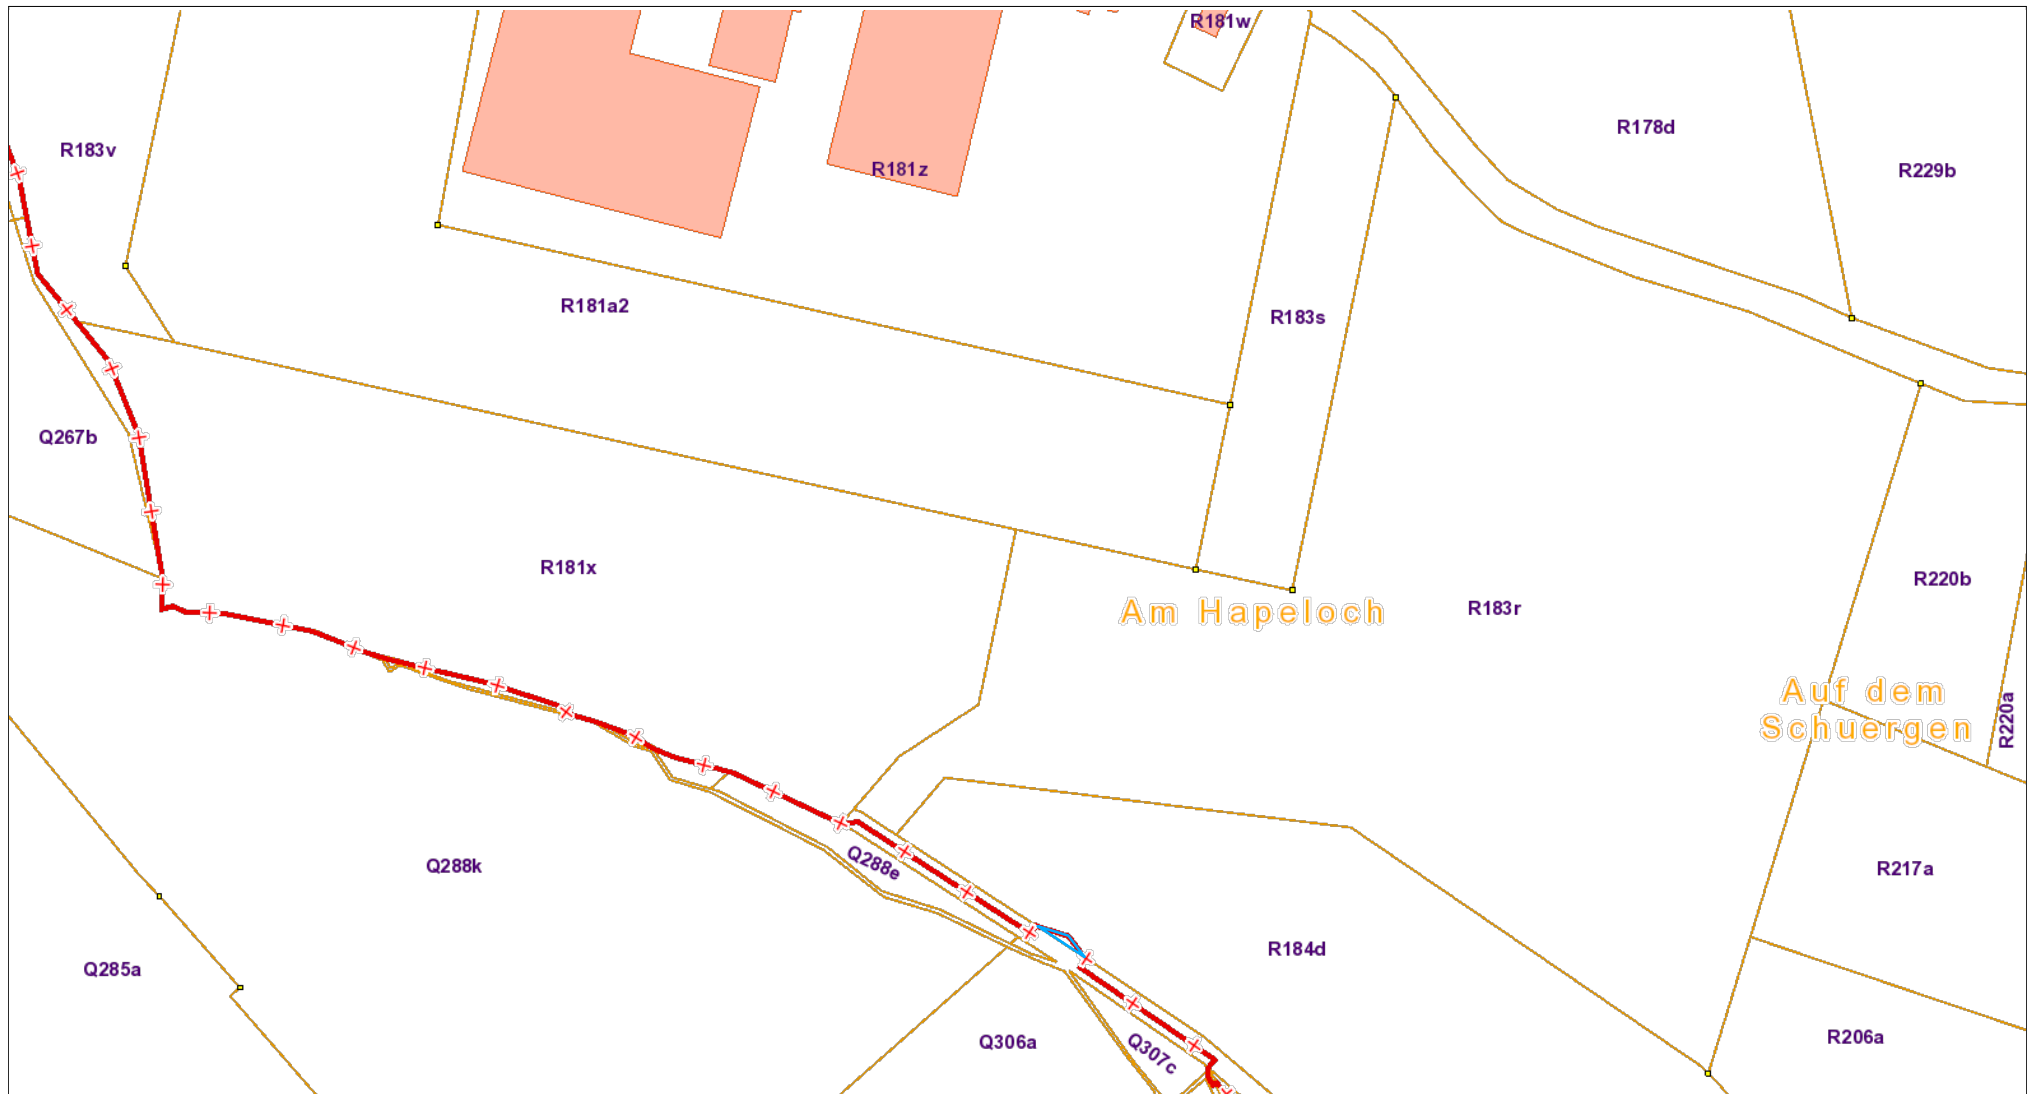 R181w
R178d
R183v
R181z
R229b
R181a2
R183s
Q267b
R181x
R220b
Am Hapeloch
R183r
Auf dem
Schuergen
R220a
Q288k
Q288e
R217a
R184d
Q285a
Q306a
Q307c
R206a